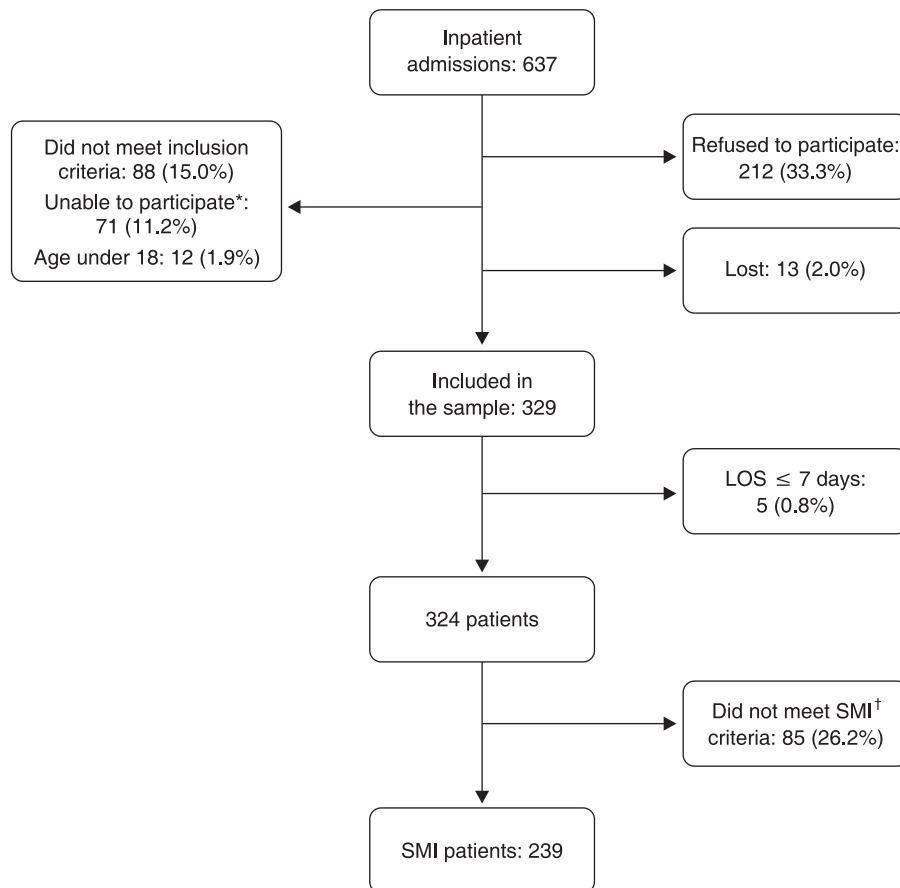 Inpatient
admissions: 637
Did not meet inclusion
criteria: 88 (15.0%)
Unable to participate*:
71 (11.2%)
Age under 18: 12 (1.9%)
Refused to participate:
212 (33.3%)
Lost: 13 (2.0%)
Included in
the sample: 329
LOS ≤ 7 days:
5 (0.8%)
324 patients
Did not meet SMI†
criteria: 85 (26.2%)
SMI patients: 239